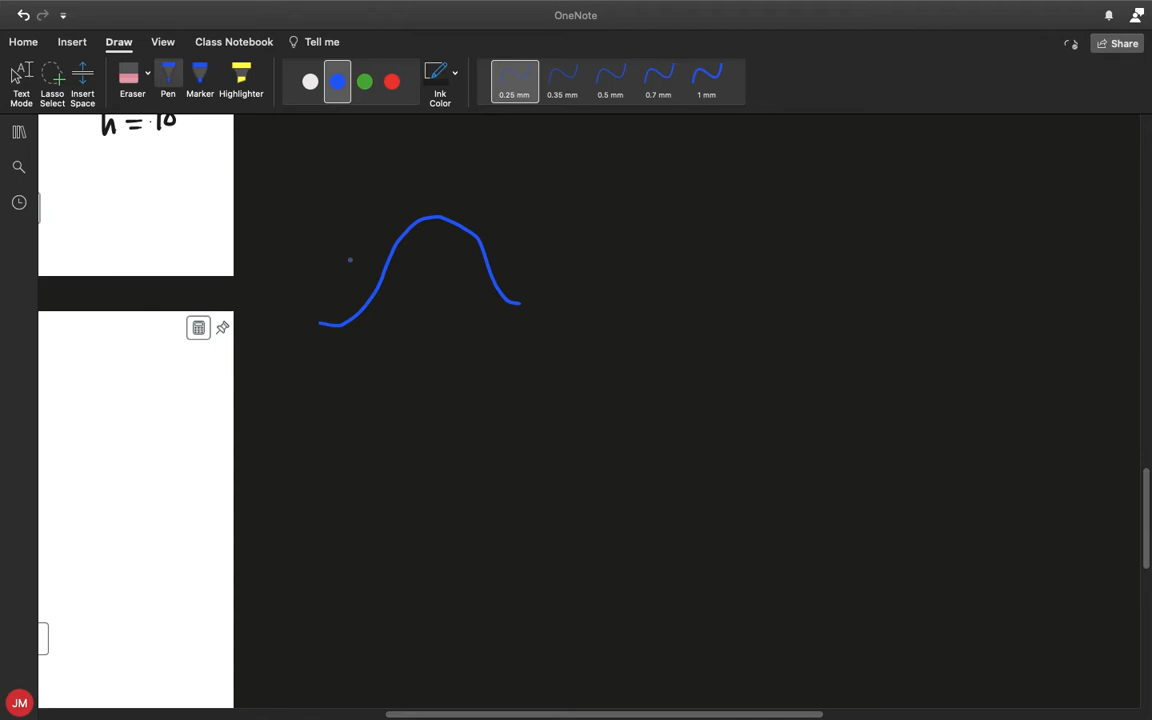 OneNote
Home Insert Draw View Class Notebook Tell me Share
Text Mode Lasso Select Insert Space Eraser Pen Marker Highlighter Ink Color 0.25 mm 0.35 mm 0.5 mm 0.7 mm 1 mm
h = 10
JM